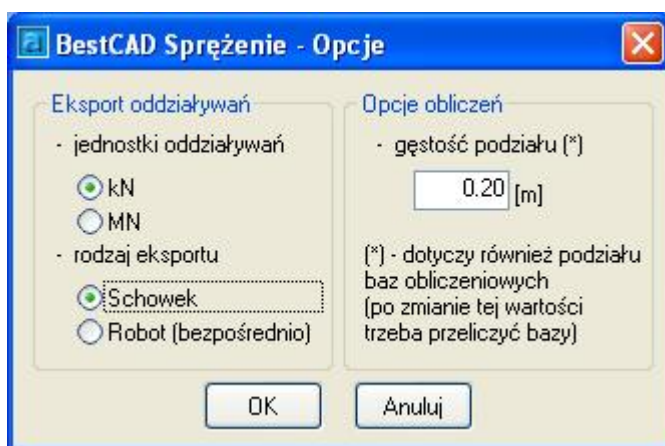 BestCAD Sprężenie - Opcje
Eksport oddziaływań
- jednostki oddziaływań
kN
MN
- rodzaj eksportu
Schowek
Robot (bezpośrednio)
Opcje obliczeń
- gęstość podziału (*)
0.20 [m]
(*) - dotyczy również podziału
baz obliczeniowych
(po zmianie tej wartości
trzeba przeliczyć bazy)
OK
Anuluj